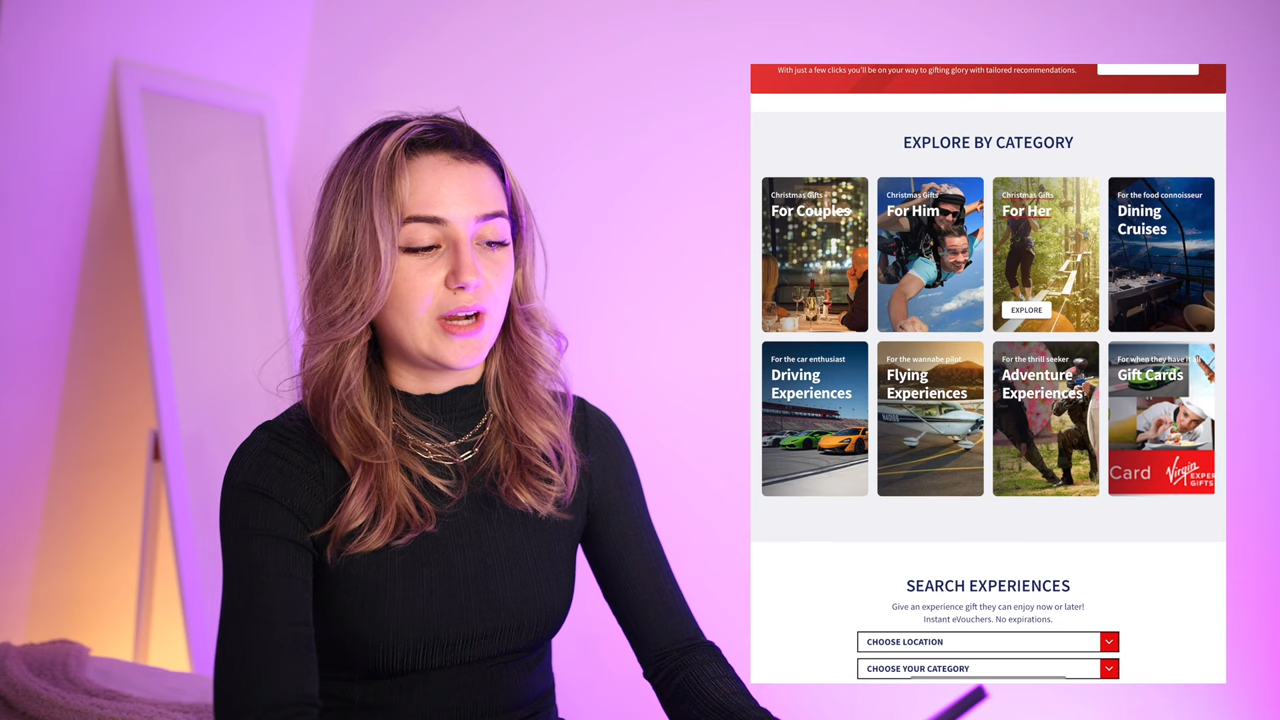 With just a few clicks you'll be on your way to gifting glory with tailored recommendations.
EXPLORE BY CATEGORY
Christmas Gifts
For Couples
Christmas Gifts
For Him
Christmas Gifts
For Her
EXPLORE
For the food connoisseur
Dining
Cruises
For the car enthusiast
Driving
Experiences
For the wannabe pilot
Flying
Experiences
For the thrill seeker
Adventure
Experiences
For when they have it all
Gift Cards
Card
Virgin
GIFTS
SEARCH EXPERIENCES
Give an experience gift they can enjoy now or later!
Instant eVouchers. No expirations.
CHOOSE LOCATION
CHOOSE YOUR CATEGORY